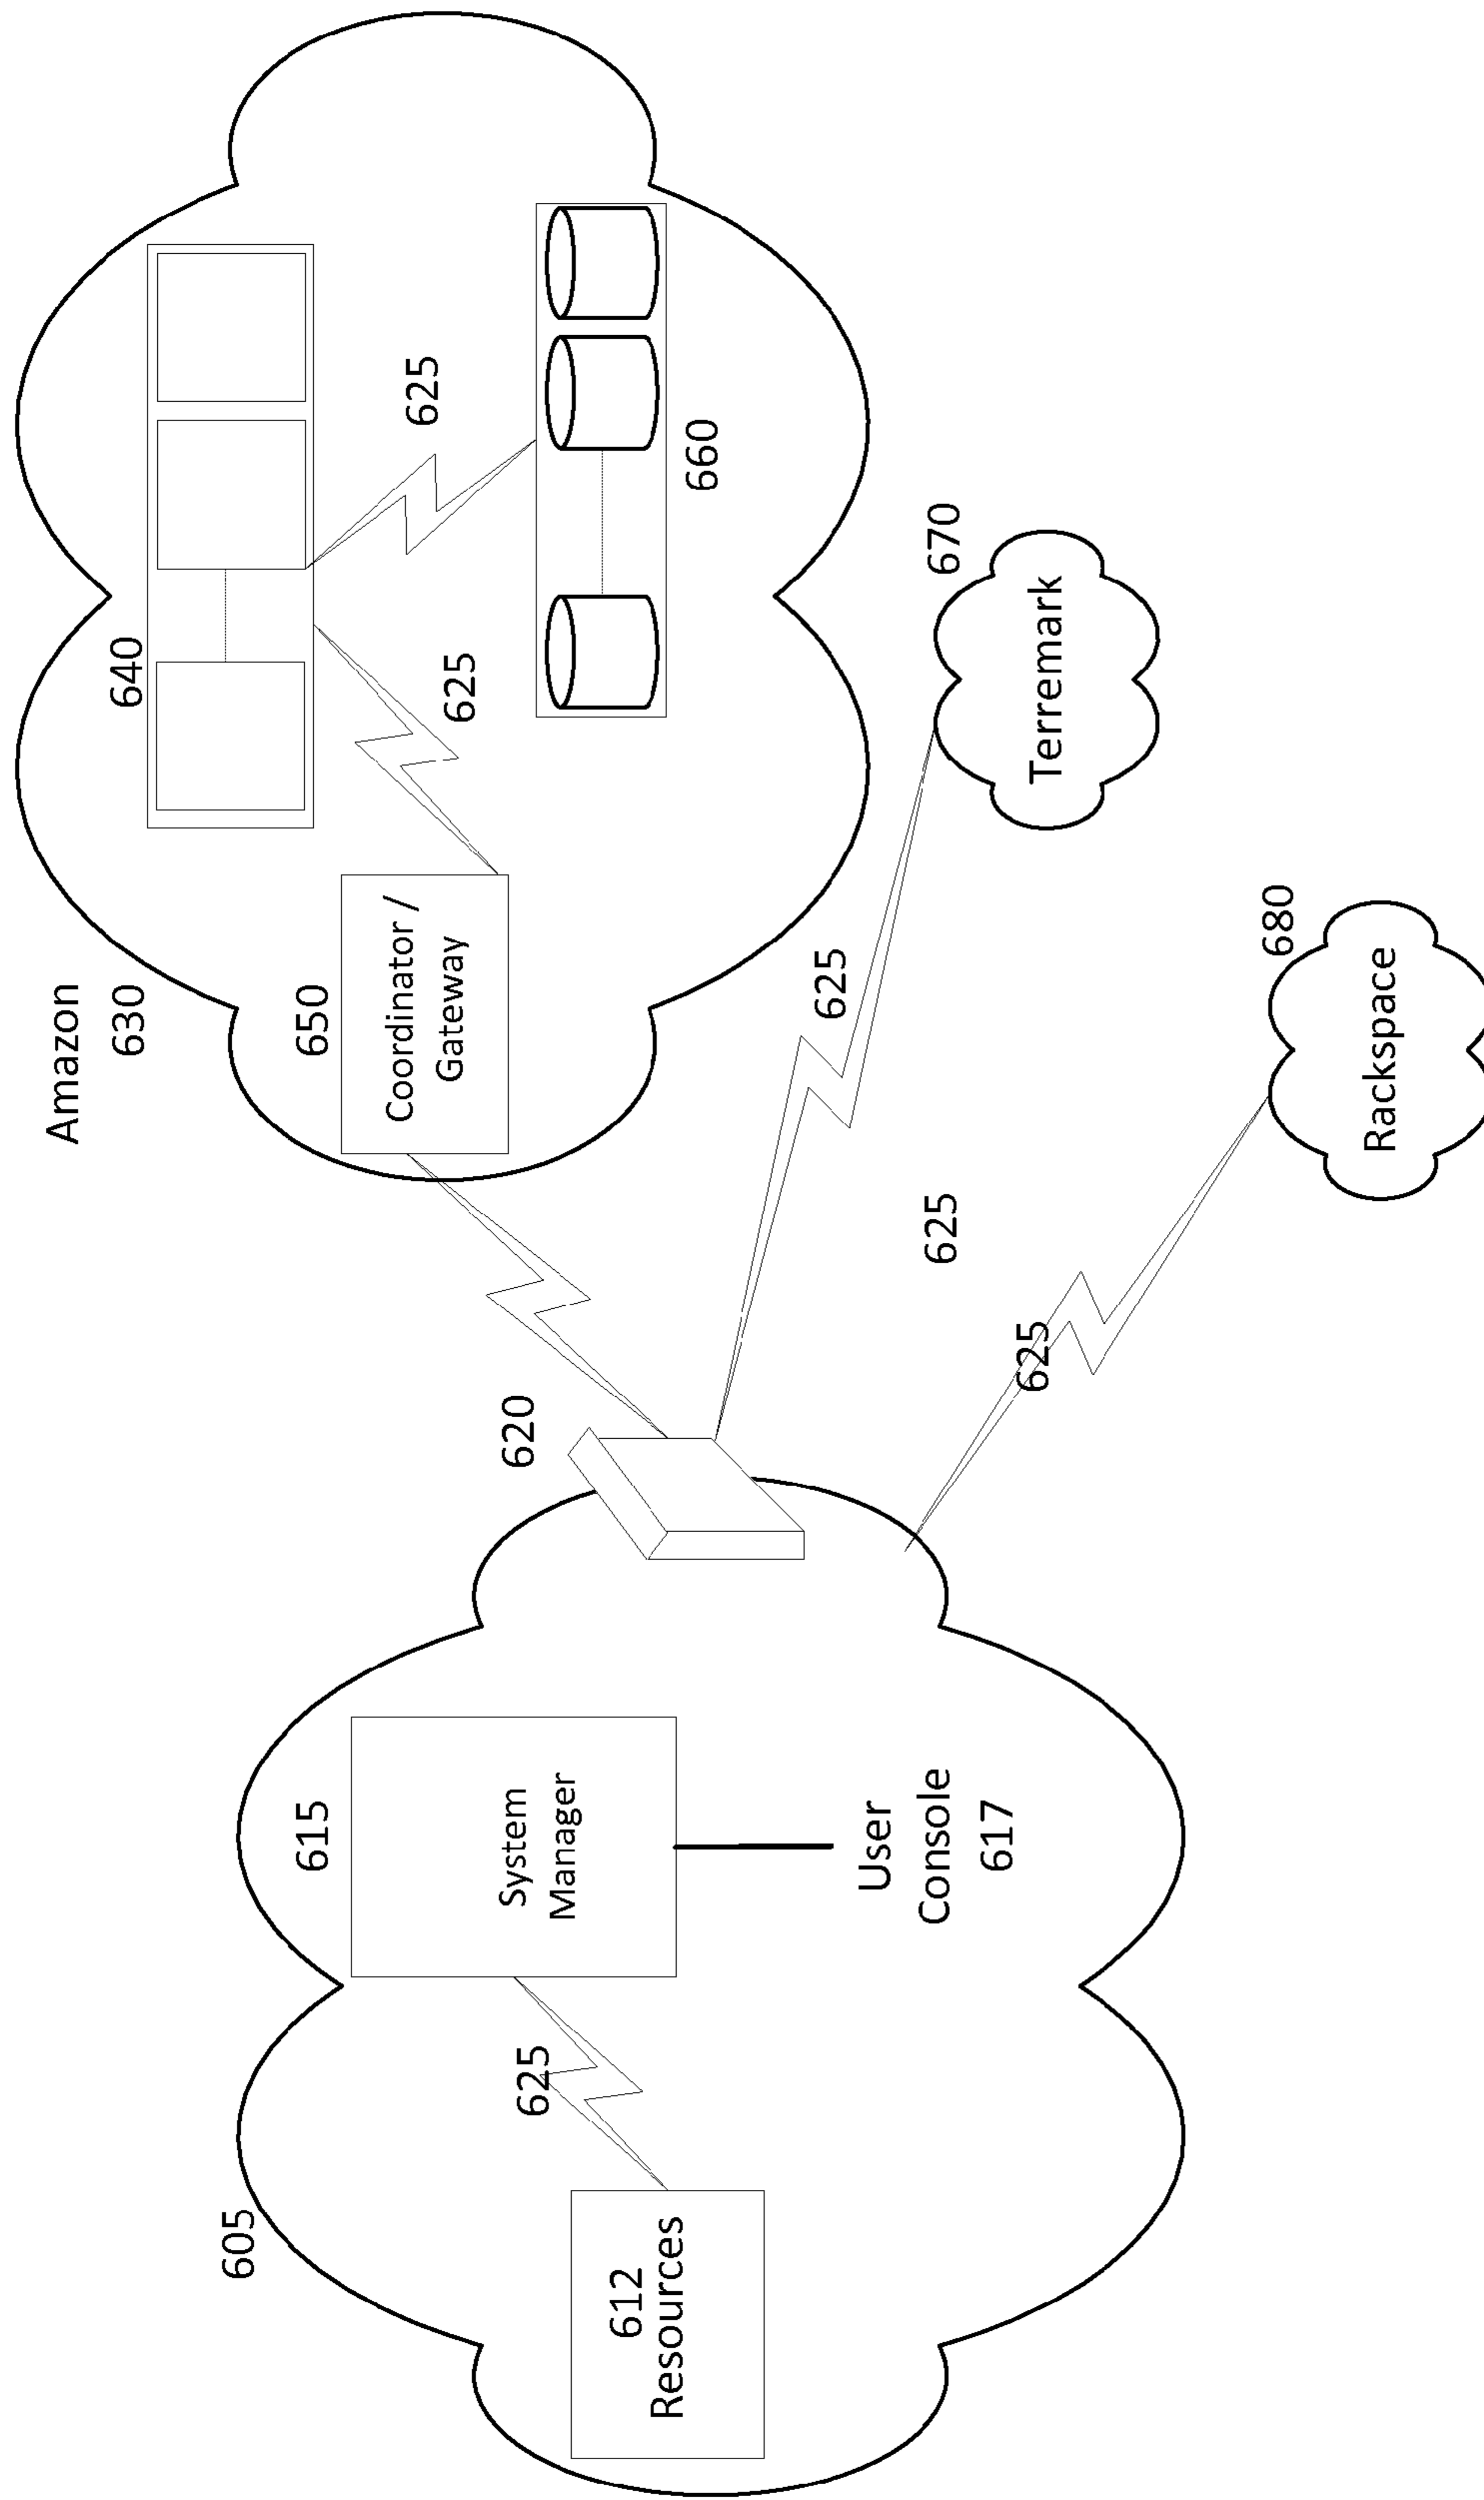 605
612
Resources
625
615
System
Manager
User
Console
617
620
625
625
625
Amazon
630
650
Coordinator /
Gateway
640
625
625
660
670
Terremark
680
Rackspace